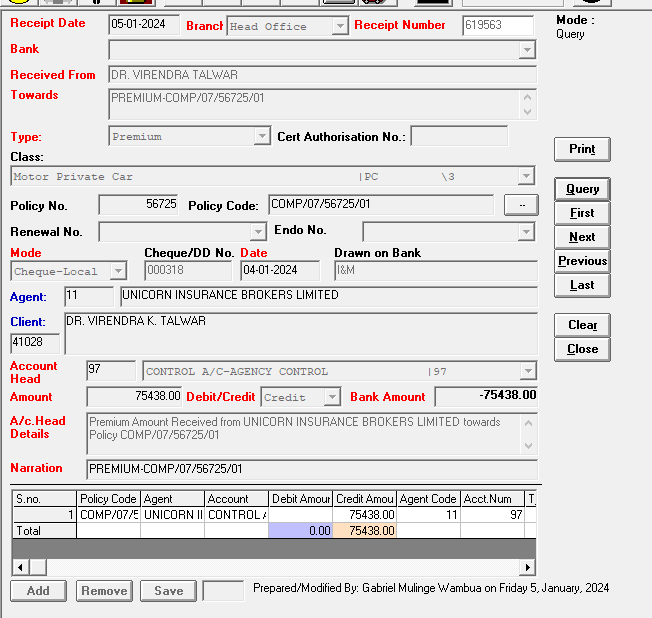 Receipt Date 05-01-2024 Branch Head Office Receipt Number 619563 Mode :
Query
Bank
Received From DR. VIRENDRA TALWAR
Towards PREMIUM-COMP/07/56725/01
Type: Premium Cert Authorisation No.:
Class:
Motor Private Car |PC \3
Policy No. 56725 Policy Code: COMP/07/56725/01 --
Renewal No. Endo No.
Mode Cheque/DD No. Date Drawn on Bank
Cheque-Local 000318 04-01-2024 I&M
Agent: 11 UNICORN INSURANCE BROKERS LIMITED
Client: DR. VIRENDRA K. TALWAR
41028
Account Head 97 CONTROL A/C-AGENCY CONTROL |97
Amount 75438.00 Debit/Credit Credit Bank Amount -75438.00
A/c.Head Details Premium Amount Received from UNICORN INSURANCE BROKERS LIMITED towards
Policy COMP/07/56725/01
Narration PREMIUM-COMP/07/56725/01
S.no. Policy Code Agent Account Debit Amour Credit Amou Agent Code Acct.Num T
1 COMP/07/5 UNICORN II CONTROL A 75438.00 11 97
Total 0.00 75438.00
Add Remove Save Prepared/Modified By: Gabriel Mulinge Wambua on Friday 5, January, 2024
Print
Query
First
Next
Previous
Last
Clear
Close